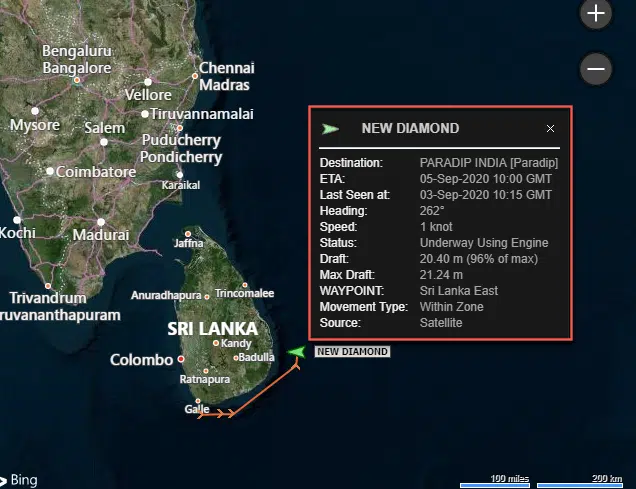 Bengaluru
Bangalore
Chennai
Madras
Vellore
Tiruvannamalai
Mysore
Salem
Puducherry
Pondicherry
Coimbatore
Karaikal
Kochi
Madurai
Jaffna
Trivandrum
ruvananthapuram
Anuradhapura
Trincomalee
SRI LANKA
Kandy
Colombo
Badulla
Ratnapura
Galle
NEW DIAMOND
NEW DIAMOND ×
Destination: PARADIP INDIA [Paradip]
ETA: 05-Sep-2020 10:00 GMT
Last Seen at: 03-Sep-2020 10:15 GMT
Heading: 262°
Speed: 1 knot
Status: Underway Using Engine
Draft: 20.40 m (96% of max)
Max Draft: 21.24 m
WAYPOINT: Sri Lanka East
Movement Type: Within Zone
Source: Satellite
Bing
100 miles 200 km